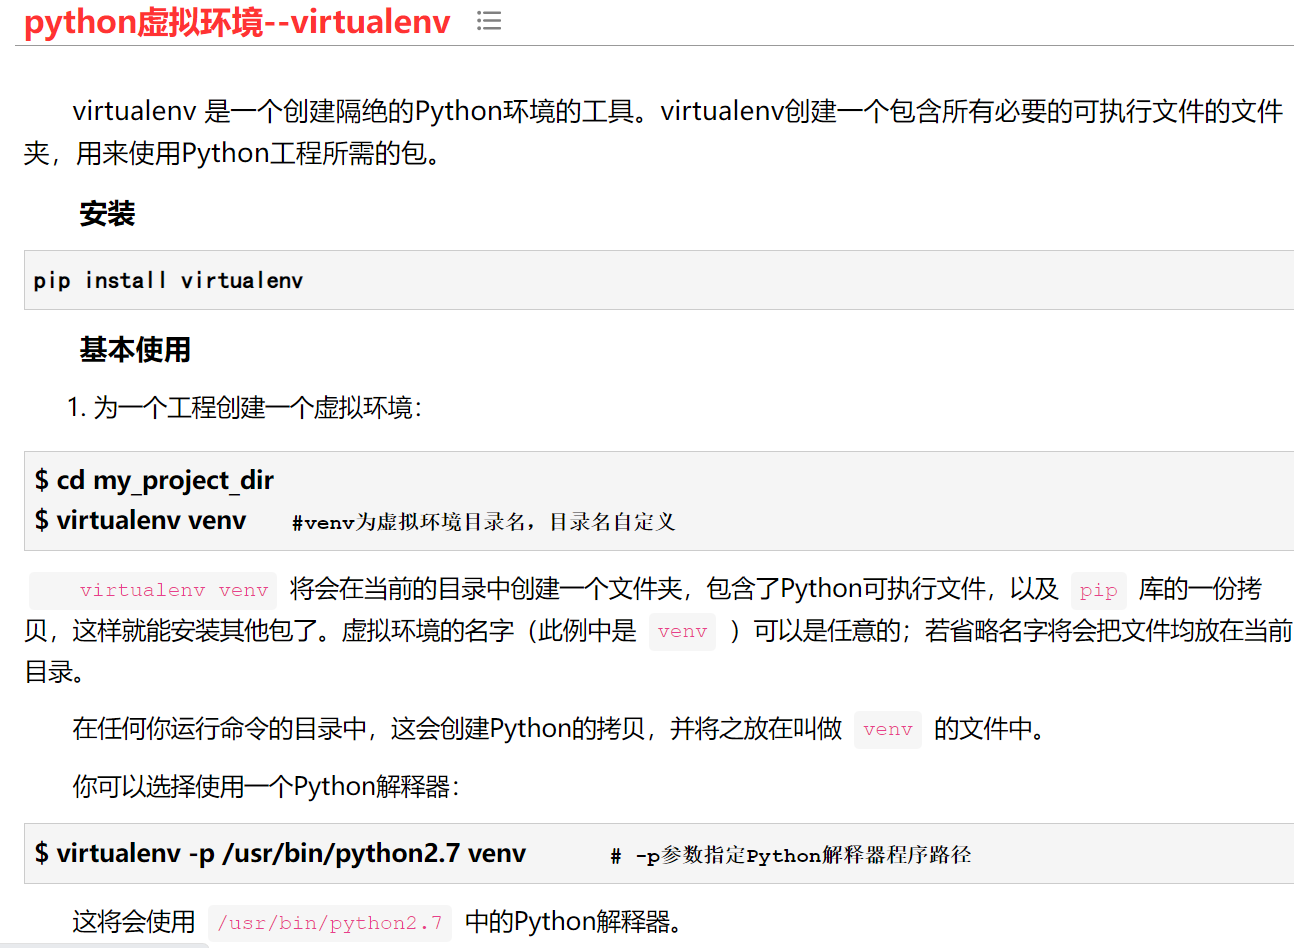 python虚拟环境--virtualenv
virtualenv 是一个创建隔绝的Python环境的工具。virtualenv创建一个包含所有必要的可执行文件的文件
夹，用来使用Python工程所需的包。
安装
pip install virtualenv
基本使用
1. 为一个工程创建一个虚拟环境：
$ cd my_project_dir
$ virtualenv venv #venv为虚拟环境目录名，目录名自定义
virtualenv venv 将会在当前的目录中创建一个文件夹，包含了Python可执行文件，以及 pip 库的一份拷
贝，这样就能安装其他包了。虚拟环境的名字（此例中是 venv ）可以是任意的；若省略名字将会把文件均放在当前
目录。
在任何你运行命令的目录中，这会创建Python的拷贝，并将之放在叫做 venv 的文件中。
你可以选择使用一个Python解释器：
$ virtualenv -p /usr/bin/python2.7 venv # -p参数指定Python解释器程序路径
这将会使用 /usr/bin/python2.7 中的Python解释器。